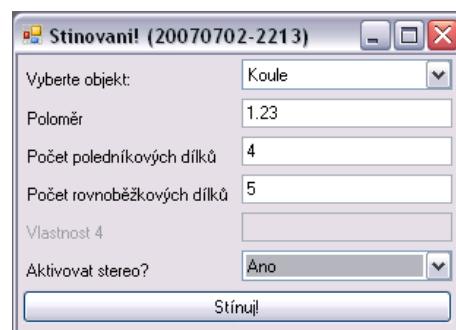 Stinovani! (20070702-2213)
Vyberte objekt: Koule
Poloměr 1.23
Počet poledníkových dílků 4
Počet rovnoběžkových dílků 5
Vlastnost 4
Aktivovat stereo? Ano
Stínuj!